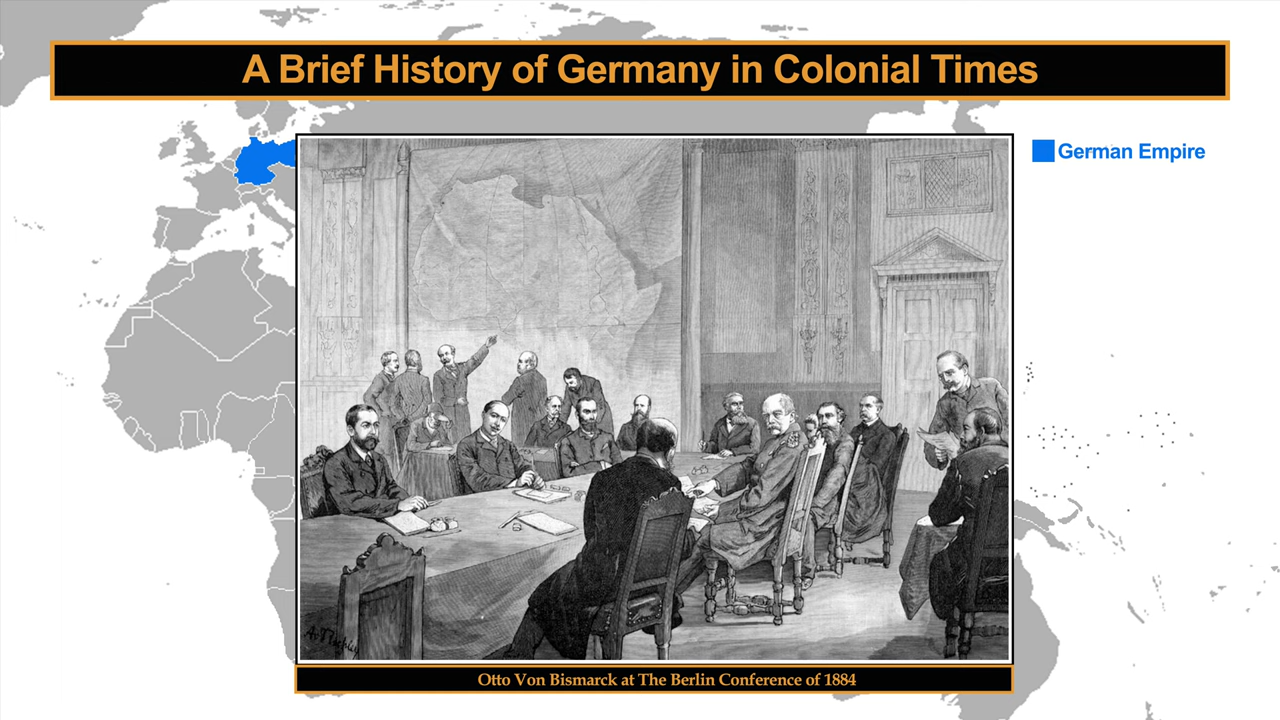 A Brief History of Germany in Colonial Times
German Empire
Otto Von Bismarck at The Berlin Conference of 1884